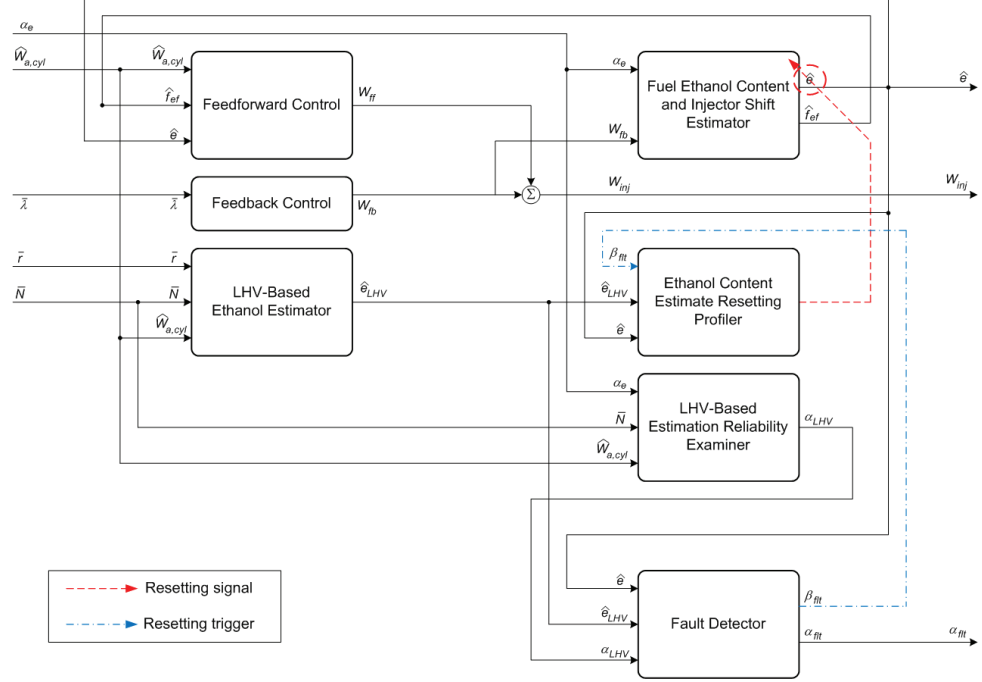 α_e
Ŵ_a,cyl
Ŵ_a,cyl
f̂_ef
ê
Feedforward Control
W_ff
α_e
W_fb
Fuel Ethanol Content
and Injector Shift
Estimator
ê
f̂_ef
ê
λ̄
λ̄
Feedback Control
W_fb
Σ
W_inj
W_inj
r̄
r̄
N̄
N̄
Ŵ_a,cyl
LHV-Based
Ethanol Estimator
ê_LHV
β_flt
ê_LHV
ê
Ethanol Content
Estimate Resetting
Profiler
α_e
N̄
Ŵ_a,cyl
LHV-Based
Estimation Reliability
Examiner
α_LHV
Resetting signal
Resetting trigger
ê
ê_LHV
α_LHV
Fault Detector
β_flt
α_flt
α_flt